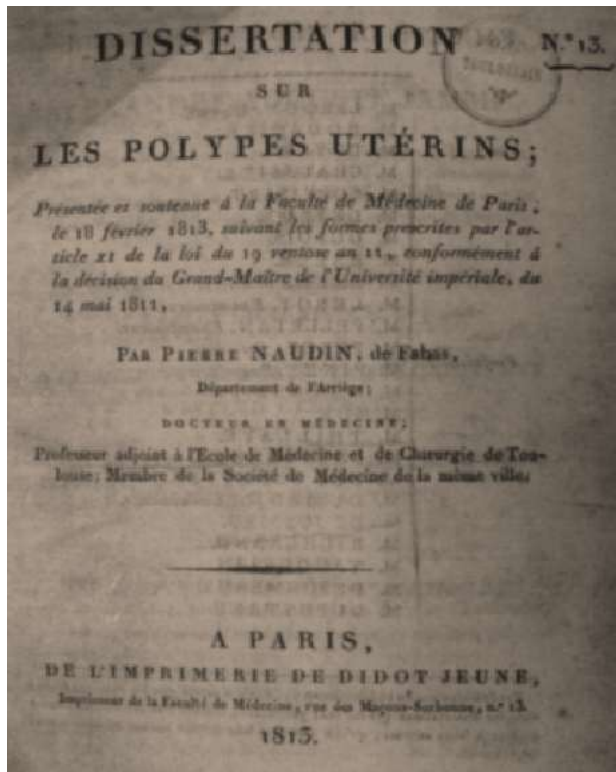 DISSERTATION
N.º 13.
SUR
LES POLYPES UTÉRINS;
Présentée et soutenue à la Faculté de Médecine de Paris,
le 18 février 1813, suivant les formes prescrites par l'ar-
ticle XI de la loi du 19 ventose an 11, conformément à
la décision du Grand-Maître de l'Université impériale, du
14 mai 1811,
PAR PIERRE NAUDIN, de Fabas,
Département de l'Arriège;
DOCTEUR EN MÉDECINE;
Professeur adjoint à l'École de Médecine et de Chirurgie de Tou-
louse; Membre de la Société de Médecine de la même ville;
A PARIS,
DE L'IMPRIMERIE DE DIDOT JEUNE,
Imprimeur de la Faculté de Médecine, rue des Maçons-Sorbonne, n.º 13.
1813.